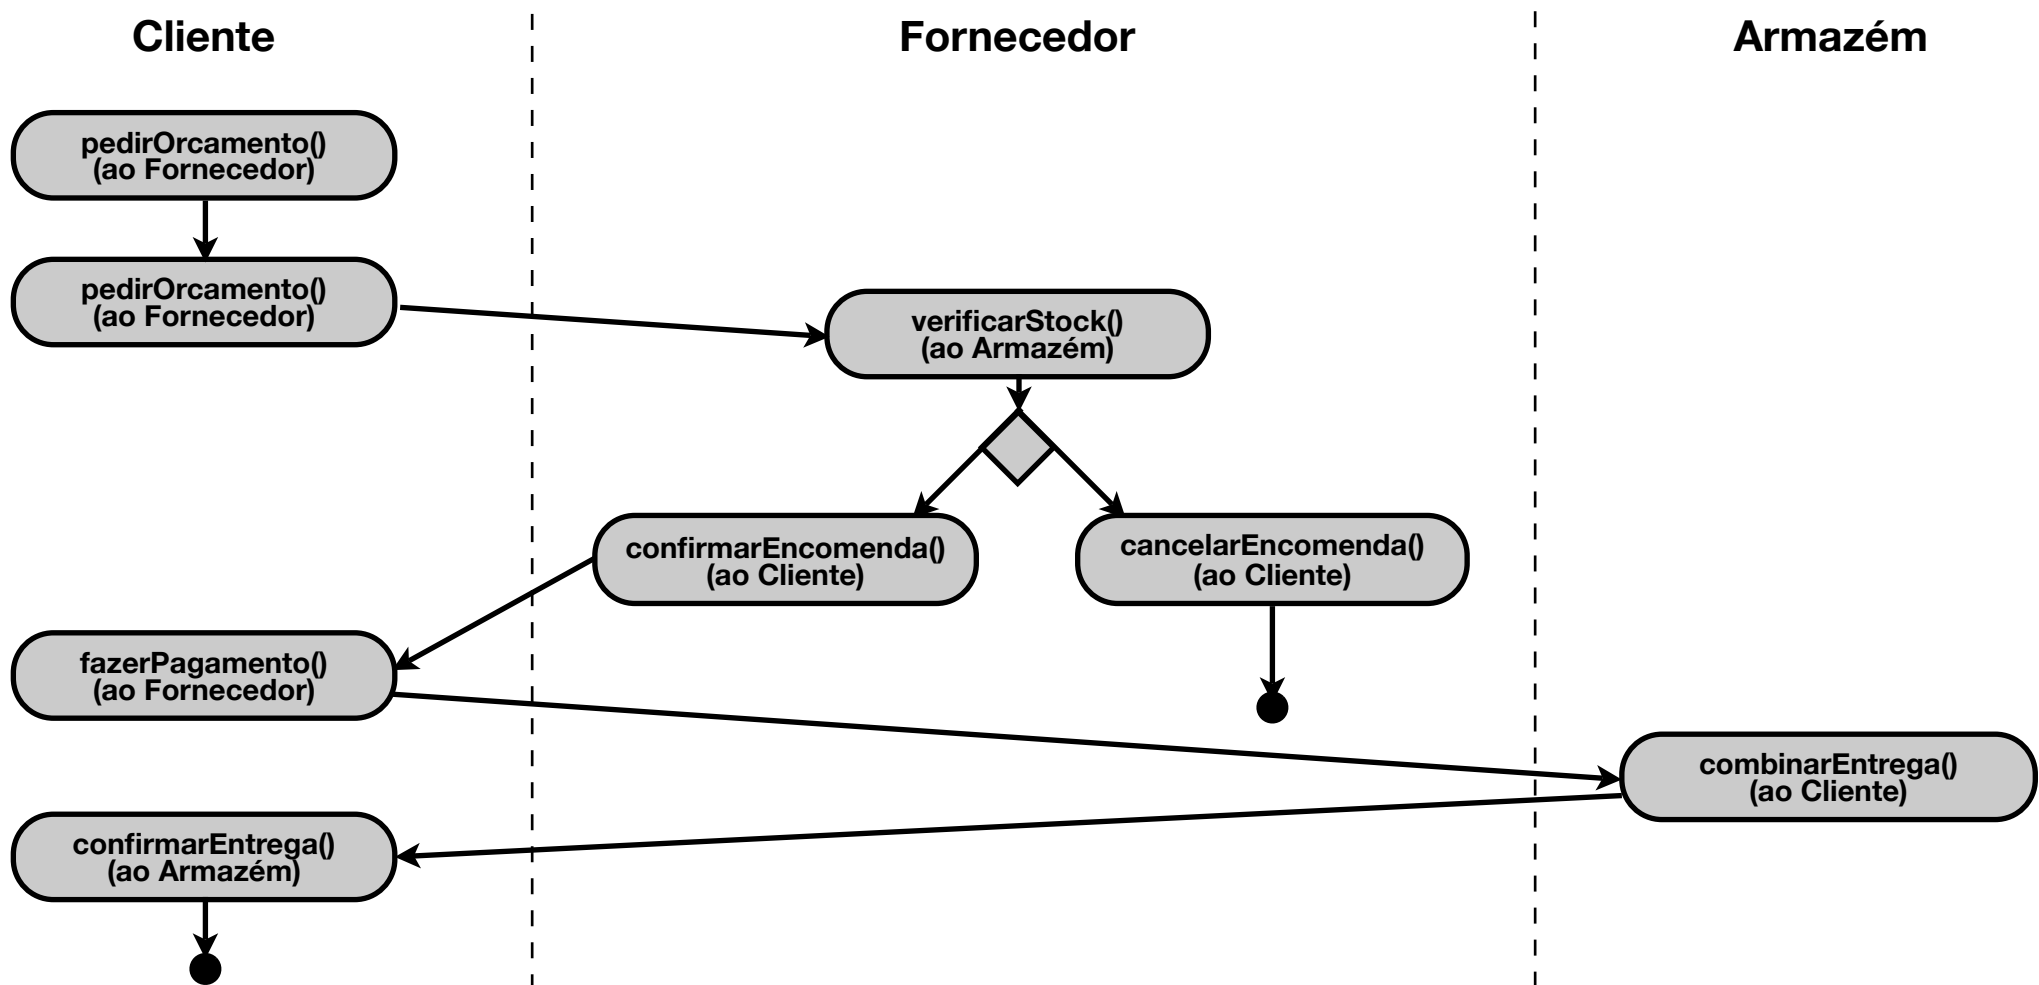 Cliente
Fornecedor
Armazém
pedirOrcamento()
(ao Fornecedor)
pedirOrcamento()
(ao Fornecedor)
verificarStock()
(ao Armazém)
confirmarEncomenda()
(ao Cliente)
cancelarEncomenda()
(ao Cliente)
fazerPagamento()
(ao Fornecedor)
combinarEntrega()
(ao Cliente)
confirmarEntrega()
(ao Armazém)